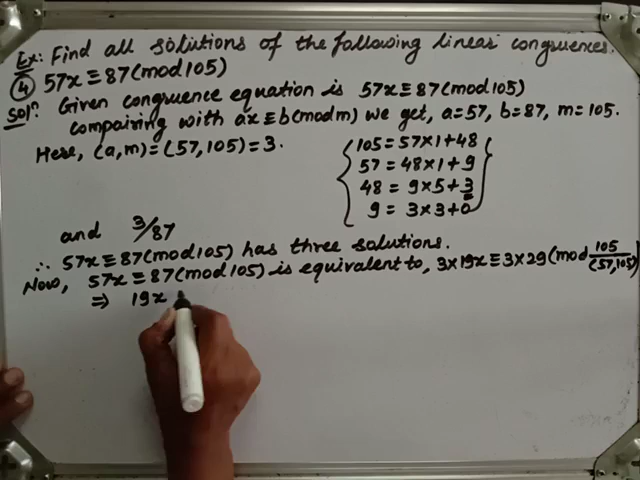 Ex: Find all solutions of the following linear congruences.
④ 57x ≡ 87(mod 105)
Solⁿ: Given congruence equation is 57x ≡ 87(mod 105)
compairing with ax ≡ b(mod m) we get, a=57, b=87, m=105.
Here, (a,m)=(57,105)=3.
105 = 57×1+48
57 = 48×1+9
48 = 9×5+3
9 = 3×3+0
and 3/87
∴ 57x ≡ 87(mod 105) has three solutions.
Now, 57x ≡ 87(mod 105) is equivalent to, 3×19x ≡ 3×29(mod 105/(57,105))
⇒ 19x